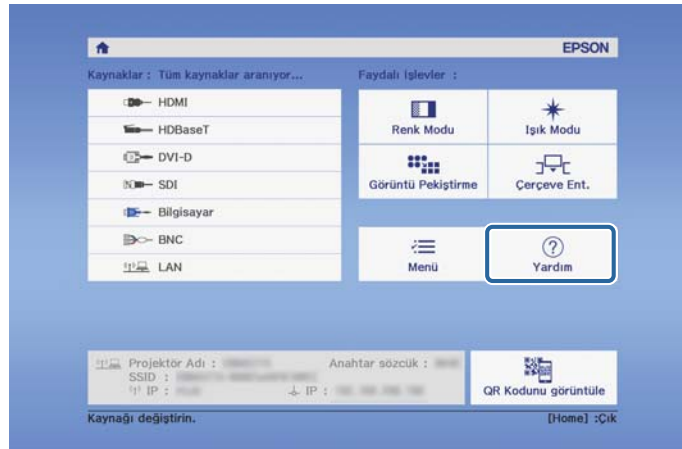 EPSON
Kaynaklar : Tüm kaynaklar aranıyor...
Faydalı İşlevler :
HDMI
HDBaseT
DVI-D
SDI
Bilgisayar
BNC
LAN
Renk Modu
Işık Modu
Görüntü Pekiştirme
Çerçeve Ent.
Menü
Yardım
Projektör Adı :
Anahtar sözcük :
SSID :
IP :
IP :
QR Kodunu görüntüle
Kaynağı değiştirin.
[Home] :Çık